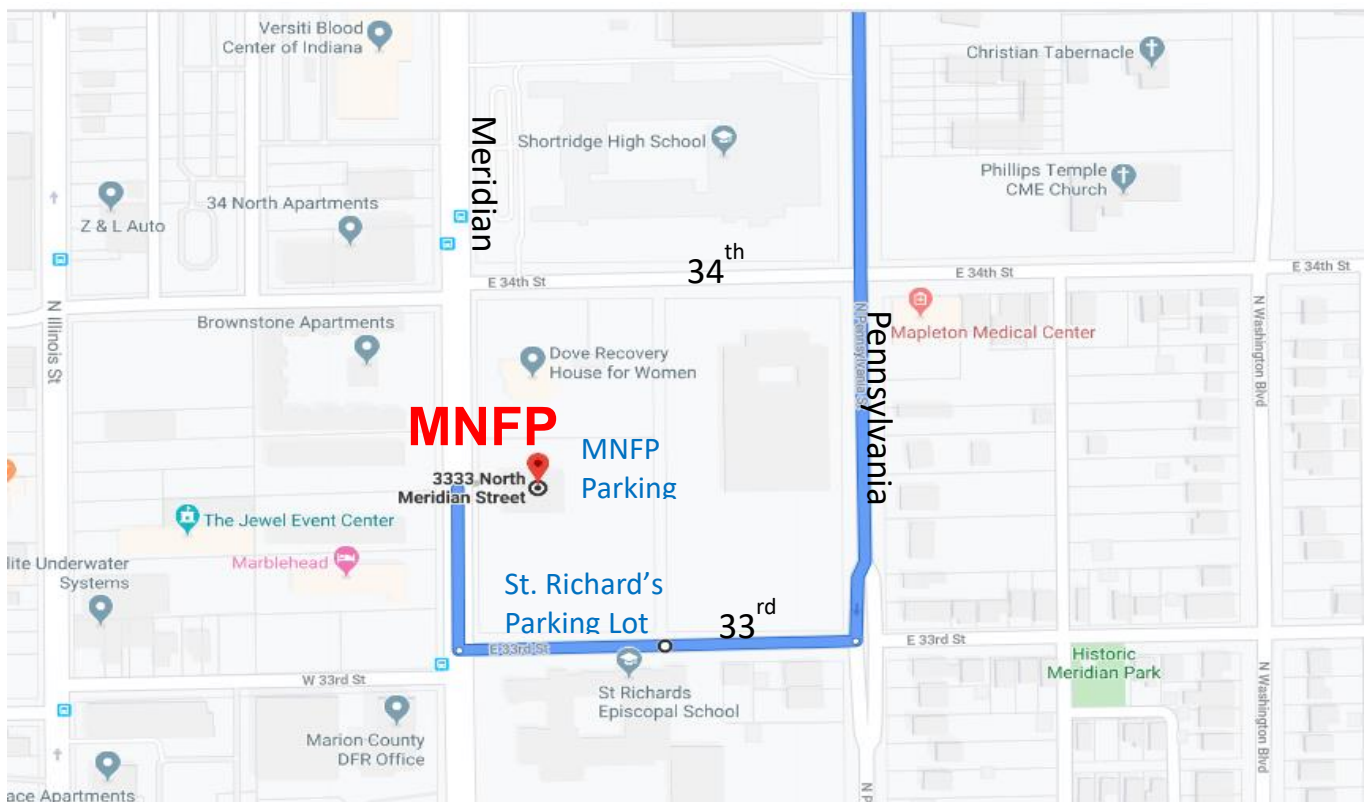 Versiti Blood
Center of Indiana
Christian Tabernacle
Meridian
Shortridge High School
Phillips Temple
CME Church
34 North Apartments
Z & L Auto
34th
E 34th St
E 34th St
E 34th St
N Illinois St
Brownstone Apartments
N Pennsylvania St
Pennsylvania
Mapleton Medical Center
N Washington Blvd
Dove Recovery
House for Women
MNFP
MNFP
Parking
3333 North
Meridian Street
The Jewel Event Center
Marblehead
lite Underwater
Systems
St. Richard's
Parking Lot
33rd
E 33rd St
E 33rd St
W 33rd St
Historic
Meridian Park
St Richards
Episcopal School
N Washington Blvd
Marion County
DFR Office
N P
ace Apartments